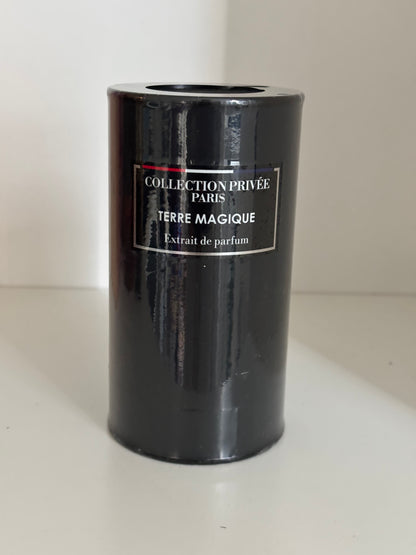 COLLECTION PRIVÉE
PARIS
TERRE MAGIQUE
Extrait de parfum